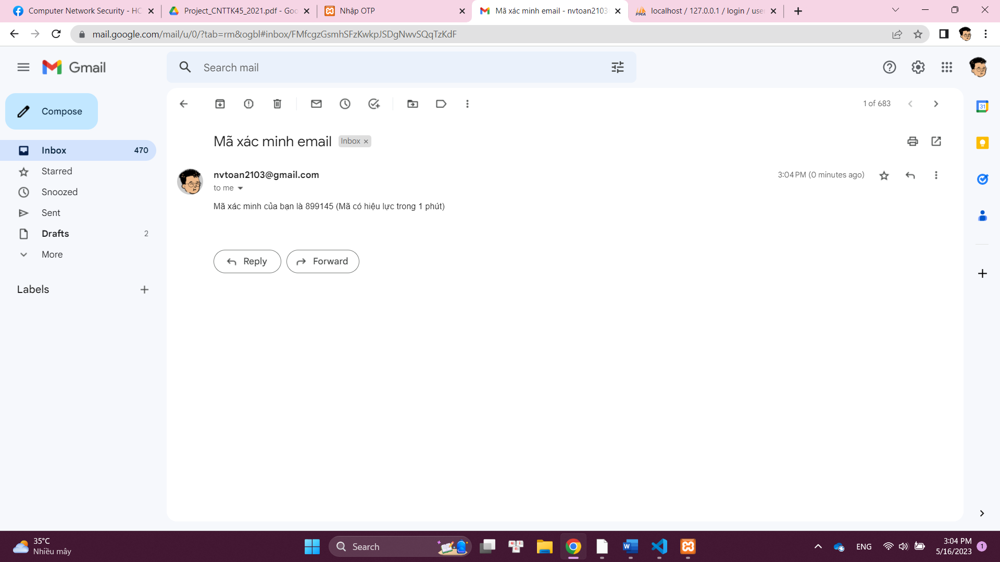 Computer Network Security - HC
Project_CNTTK45_2021.pdf - Goo
Nhập OTP
Mã xác minh email - nvtoan2103
PMA
localhost / 127.0.0.1 / login / user
mail.google.com/mail/u/0/?tab=rm&ogbl#inbox/FMfcgzGsmhSFzKwkpJSDgNwvSQqTzKdF
Gmail
Search mail
Compose
1 of 683
31
Mã xác minh email
Inbox ×
Inbox
470
nvtoan2103@gmail.com
3:04 PM (0 minutes ago)
Starred
to me
Snoozed
Mã xác minh của bạn là 899145 (Mã có hiệu lực trong 1 phút)
Sent
Drafts
2
More
Reply
Forward
Labels
35°C
Nhiều mây
Search
ENG
3:04 PM
5/16/2023
1